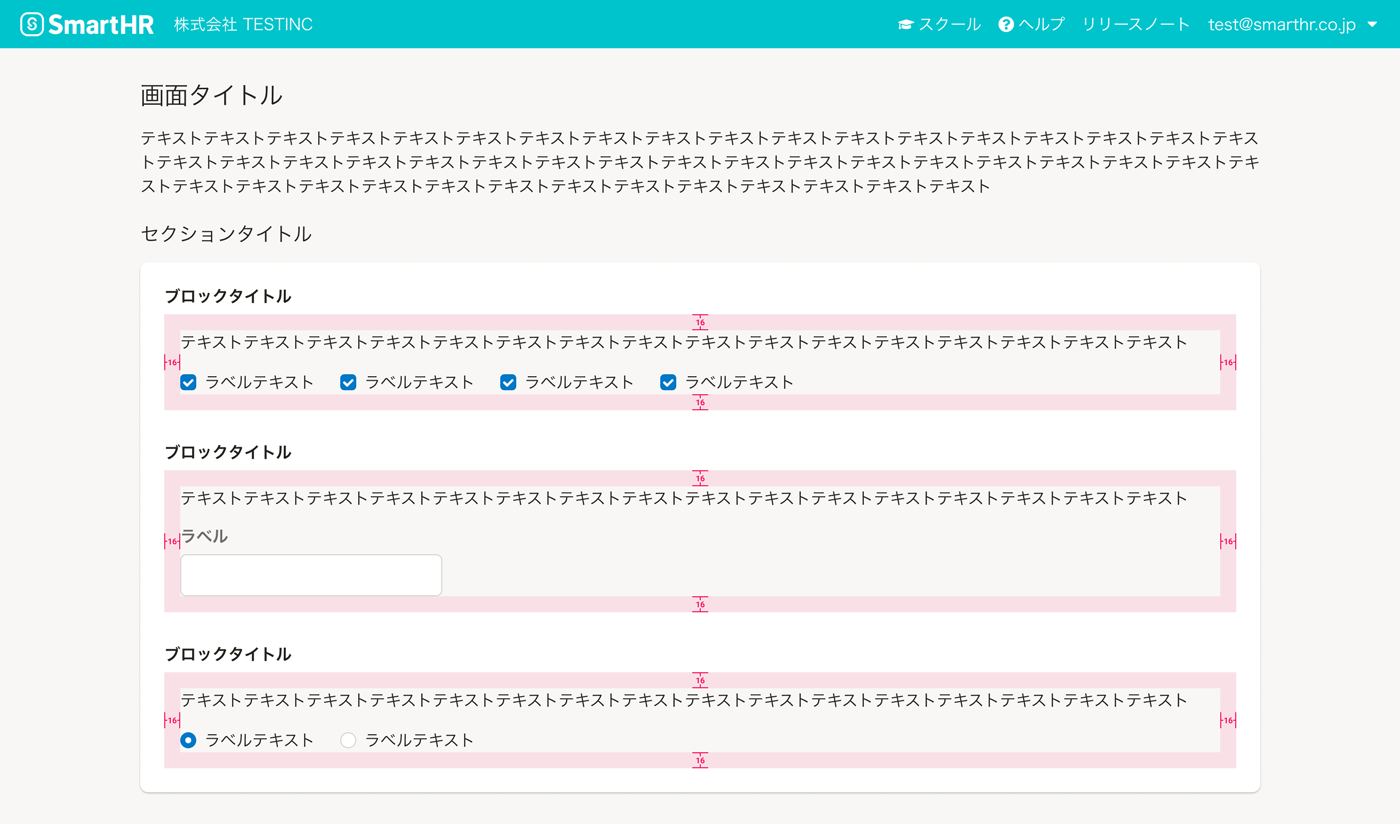 SmartHR 株式会社 TESTINC スクール ヘルプ リリースノート test@smarthr.co.jp
画面タイトル
テキストテキストテキストテキストテキストテキストテキストテキストテキストテキストテキストテキストテキストテキストテキストテキストテキストテキス
トテキストテキストテキストテキストテキストテキストテキストテキストテキストテキストテキストテキストテキストテキストテキストテキストテキストテキ
ストテキストテキストテキストテキストテキストテキストテキストテキストテキストテキストテキストテキストテキスト
セクションタイトル
ブロックタイトル
16
テキストテキストテキストテキストテキストテキストテキストテキストテキストテキストテキストテキストテキストテキストテキストテキスト
16 16
ラベルテキスト ラベルテキスト ラベルテキスト ラベルテキスト
16
ブロックタイトル
16
テキストテキストテキストテキストテキストテキストテキストテキストテキストテキストテキストテキストテキストテキストテキストテキスト
16 ラベル 16
16
ブロックタイトル
16
テキストテキストテキストテキストテキストテキストテキストテキストテキストテキストテキストテキストテキストテキストテキストテキスト
16 16
ラベルテキスト ラベルテキスト
16